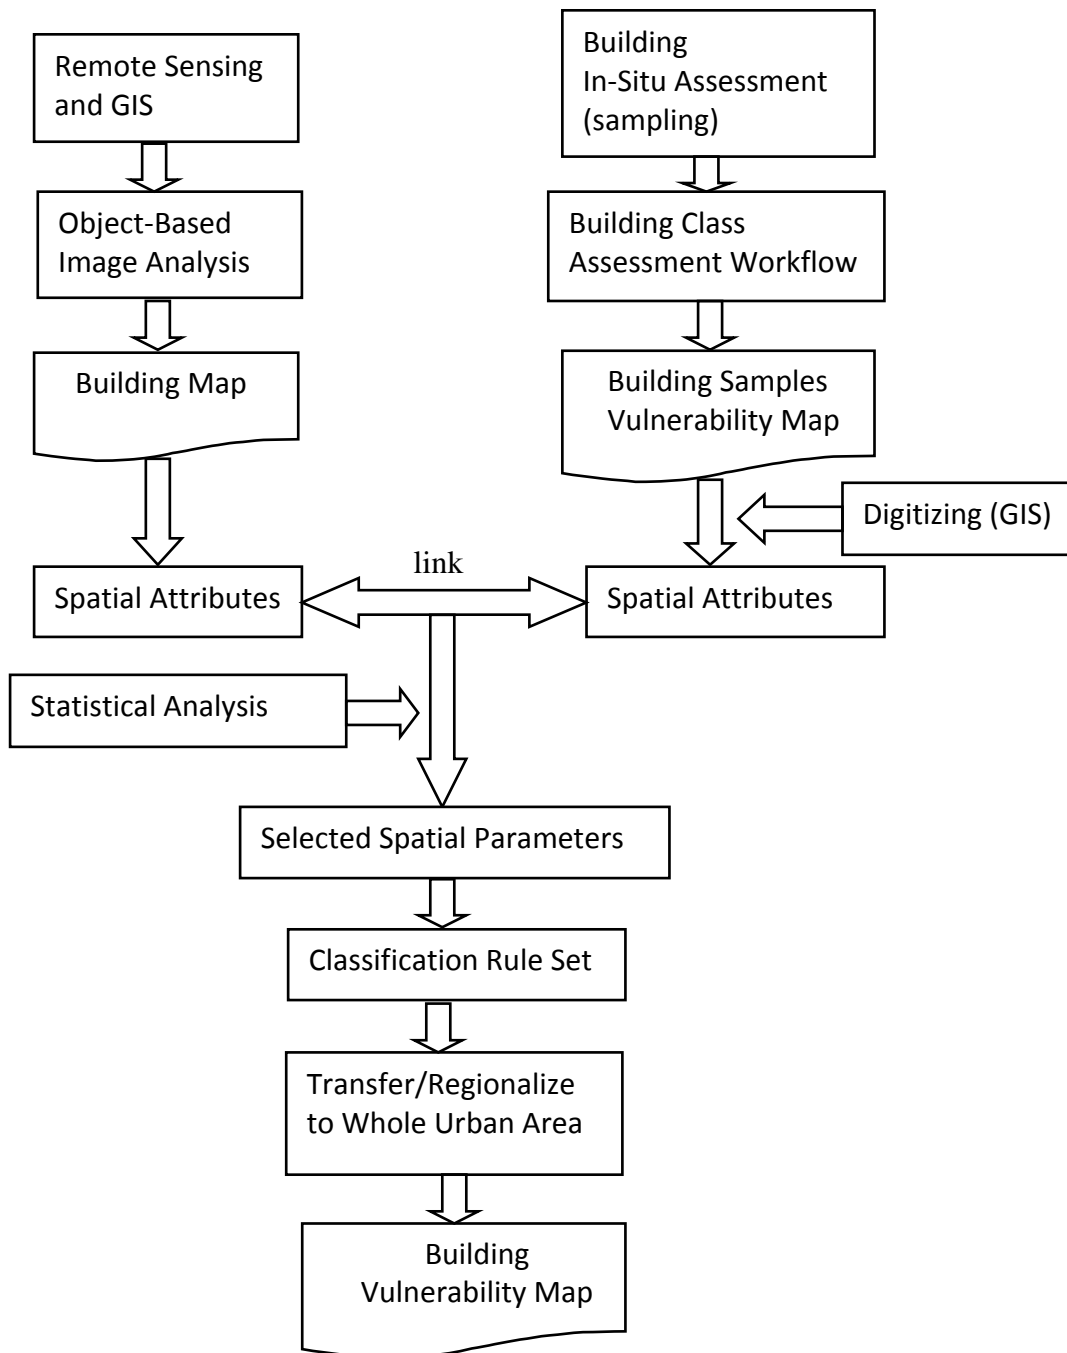 Remote Sensing
and GIS
Building
In-Situ Assessment
(sampling)
Object-Based
Image Analysis
Building Class
Assessment Workflow
Building Map
Building Samples
Vulnerability Map
Digitizing (GIS)
link
Spatial Attributes
Spatial Attributes
Statistical Analysis
Selected Spatial Parameters
Classification Rule Set
Transfer/Regionalize
to Whole Urban Area
Building
Vulnerability Map